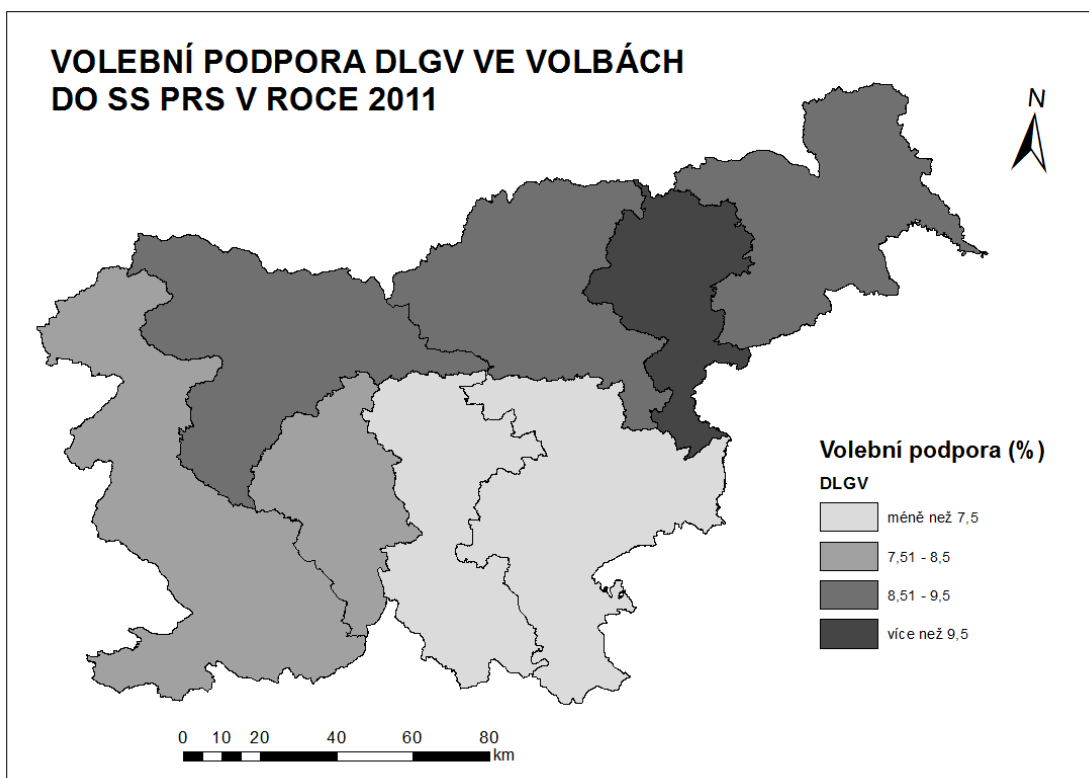 VOLEBNÍ PODPORA DLGV VE VOLBÁCH
DO SS PRS V ROCE 2011
N
Volební podpora (%)
DLGV
méně než 7,5
7,51 - 8,5
8,51 - 9,5
více než 9,5
0 10 20 40 60 80
km